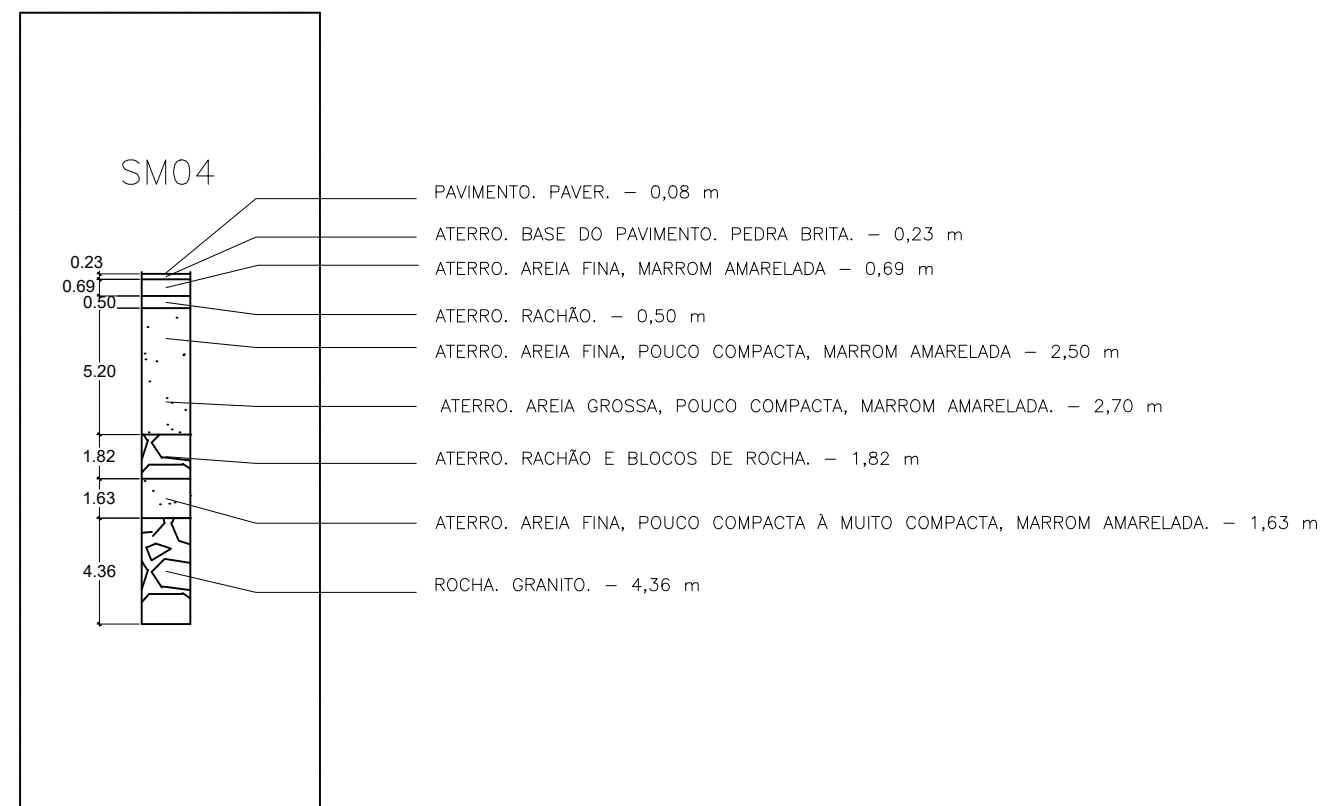 SM04
PAVIMENTO. PAVER. – 0,08 m
ATERRO. BASE DO PAVIMENTO. PEDRA BRITA. – 0,23 m
0.23
ATERRO. AREIA FINA, MARROM AMARELADA – 0,69 m
0.69
0.50
ATERRO. RACHÃO. – 0,50 m
ATERRO. AREIA FINA, POUCO COMPACTA, MARROM AMARELADA – 2,50 m
5.20
ATERRO. AREIA GROSSA, POUCO COMPACTA, MARROM AMARELADA. – 2,70 m
1.82
ATERRO. RACHÃO E BLOCOS DE ROCHA. – 1,82 m
1.63
ATERRO. AREIA FINA, POUCO COMPACTA À MUITO COMPACTA, MARROM AMARELADA. – 1,63 m
4.36
ROCHA. GRANITO. – 4,36 m